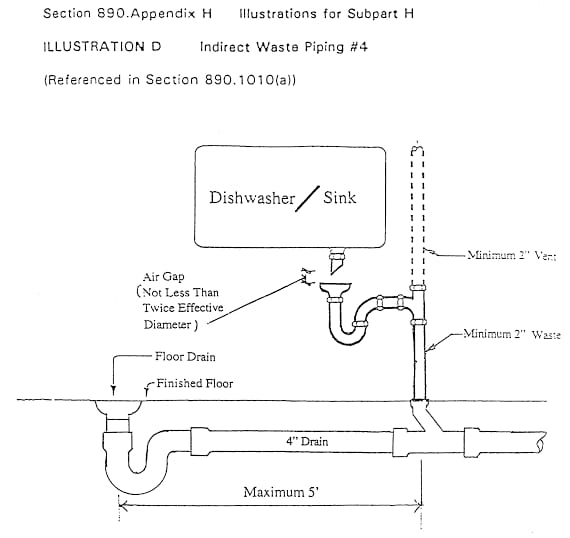 Section 890.Appendix H Illustrations for Subpart H
ILLUSTRATION D Indirect Waste Piping #4
(Referenced in Section 890.1010(a))
Dishwasher / Sink
Minimum 2" Vent
Air Gap
(Not Less Than
Twice Effective
Diameter)
Minimum 2" Waste
Floor Drain
Finished Floor
4" Drain
Maximum 5'